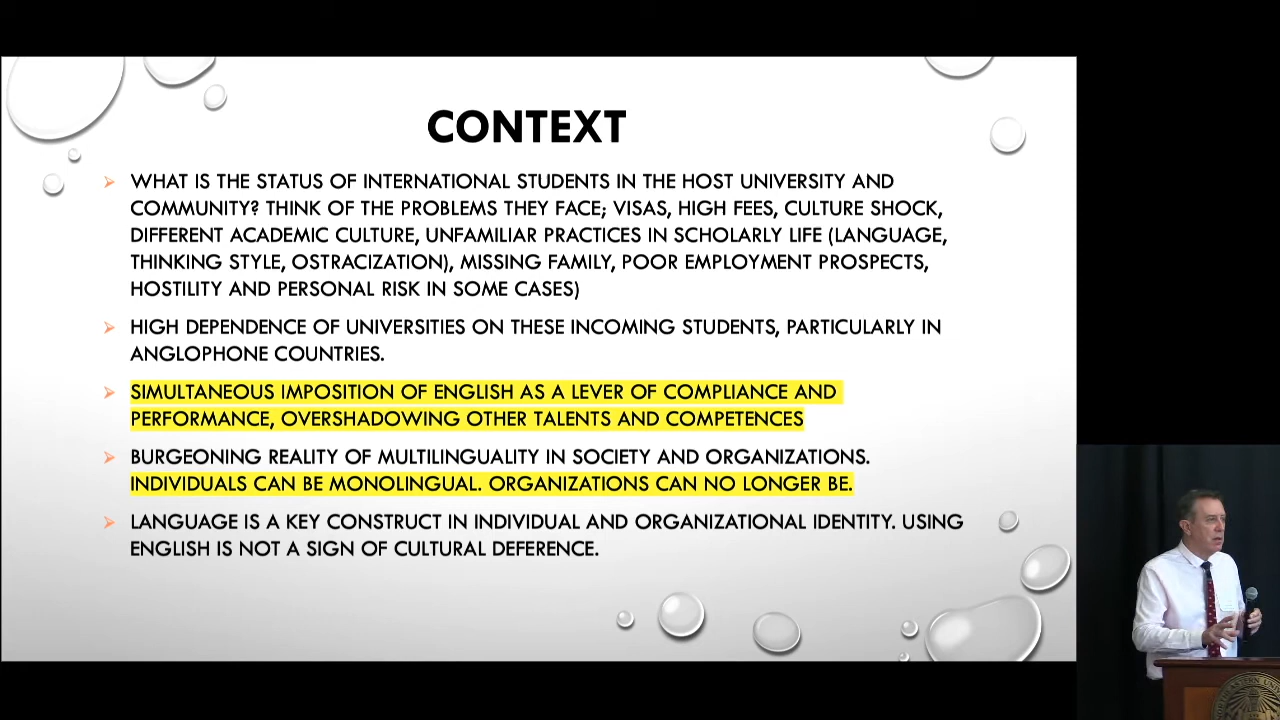 CONTEXT
WHAT IS THE STATUS OF INTERNATIONAL STUDENTS IN THE HOST UNIVERSITY AND
COMMUNITY? THINK OF THE PROBLEMS THEY FACE; VISAS, HIGH FEES, CULTURE SHOCK,
DIFFERENT ACADEMIC CULTURE, UNFAMILIAR PRACTICES IN SCHOLARLY LIFE (LANGUAGE,
THINKING STYLE, OSTRACIZATION), MISSING FAMILY, POOR EMPLOYMENT PROSPECTS,
HOSTILITY AND PERSONAL RISK IN SOME CASES)
HIGH DEPENDENCE OF UNIVERSITIES ON THESE INCOMING STUDENTS, PARTICULARLY IN
ANGLOPHONE COUNTRIES.
SIMULTANEOUS IMPOSITION OF ENGLISH AS A LEVER OF COMPLIANCE AND
PERFORMANCE, OVERSHADOWING OTHER TALENTS AND COMPETENCES
BURGEONING REALITY OF MULTILINGUALITY IN SOCIETY AND ORGANIZATIONS.
INDIVIDUALS CAN BE MONOLINGUAL. ORGANIZATIONS CAN NO LONGER BE.
LANGUAGE IS A KEY CONSTRUCT IN INDIVIDUAL AND ORGANIZATIONAL IDENTITY. USING
ENGLISH IS NOT A SIGN OF CULTURAL DEFERENCE.